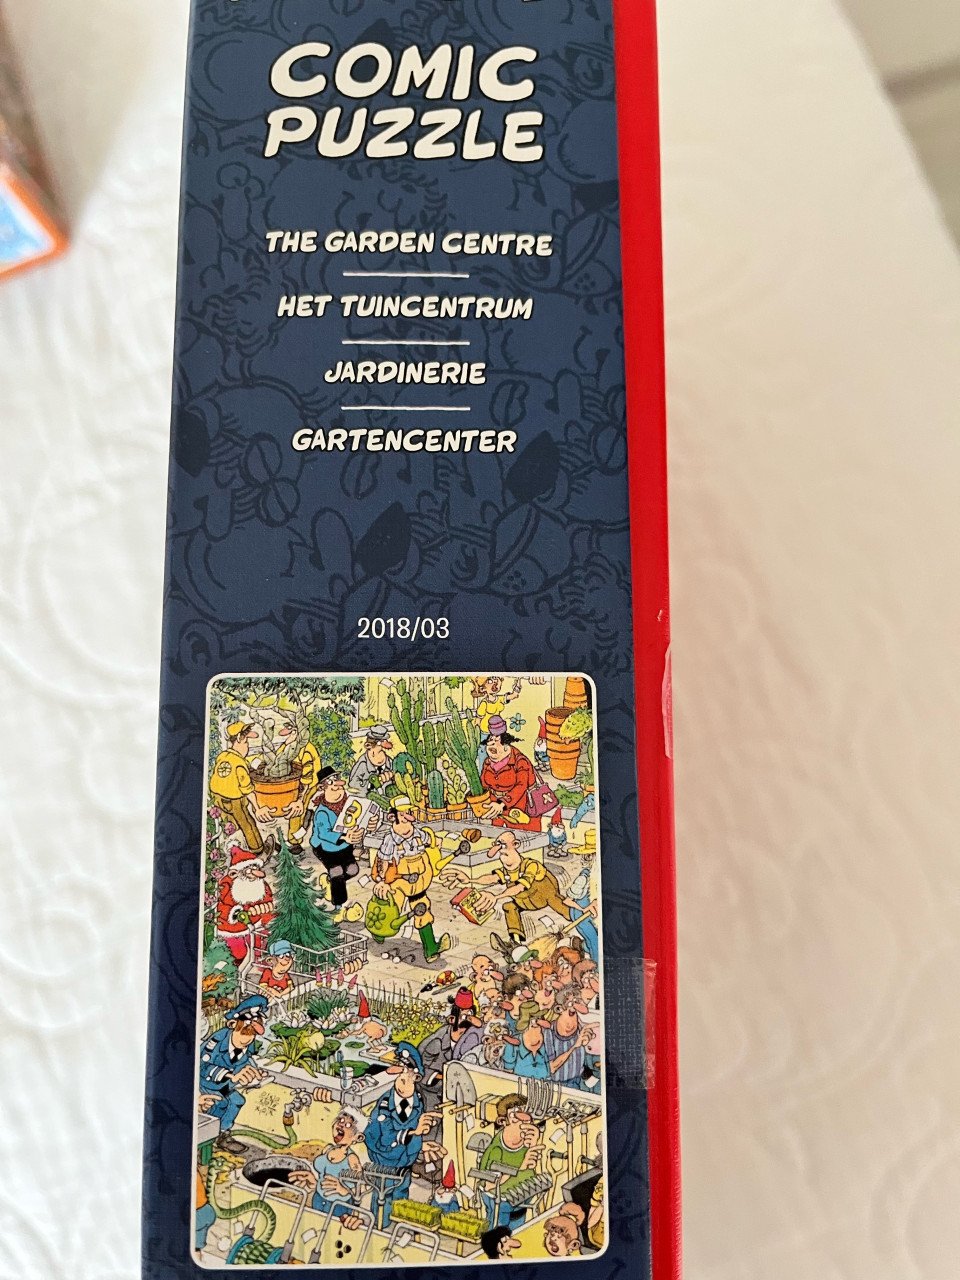 COMIC
PUZZLE
THE GARDEN CENTRE
HET TUINCENTRUM
JARDINERIE
GARTENCENTER
2018/03